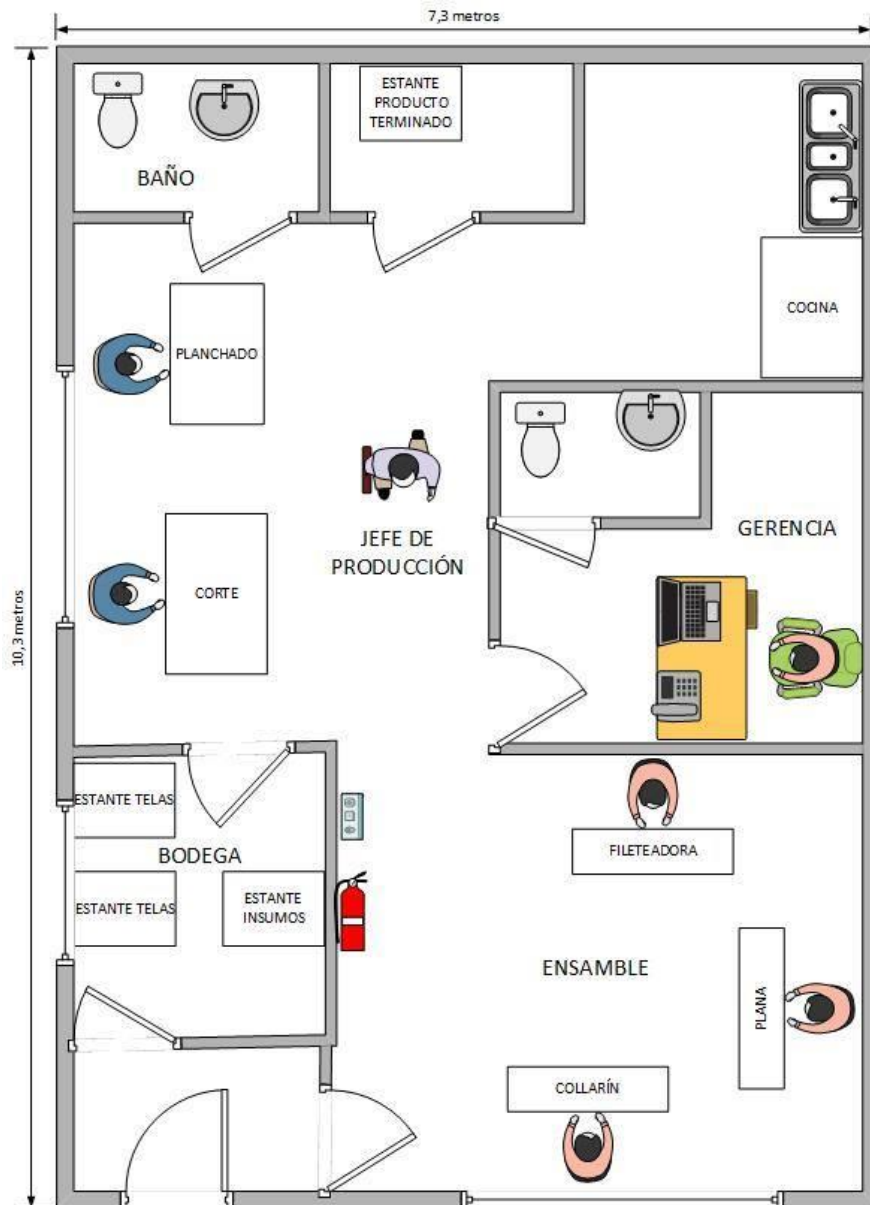 7,3 metros
ESTANTE
PRODUCTO
TERMINADO
BAÑO
COCINA
PLANCHADO
10,3 metros
JEFE DE
PRODUCCIÓN
GERENCIA
CORTE
ESTANTE TELAS
BODEGA
FILETEADORA
ESTANTE TELAS
ESTANTE
INSUMOS
ENSAMBLE
PLANA
COLLARÍN